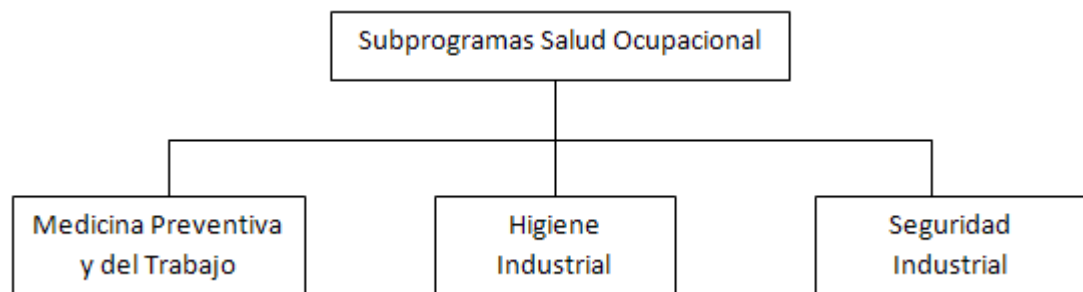 Subprogramas Salud Ocupacional
Medicina Preventiva
y del Trabajo
Higiene
Industrial
Seguridad
Industrial